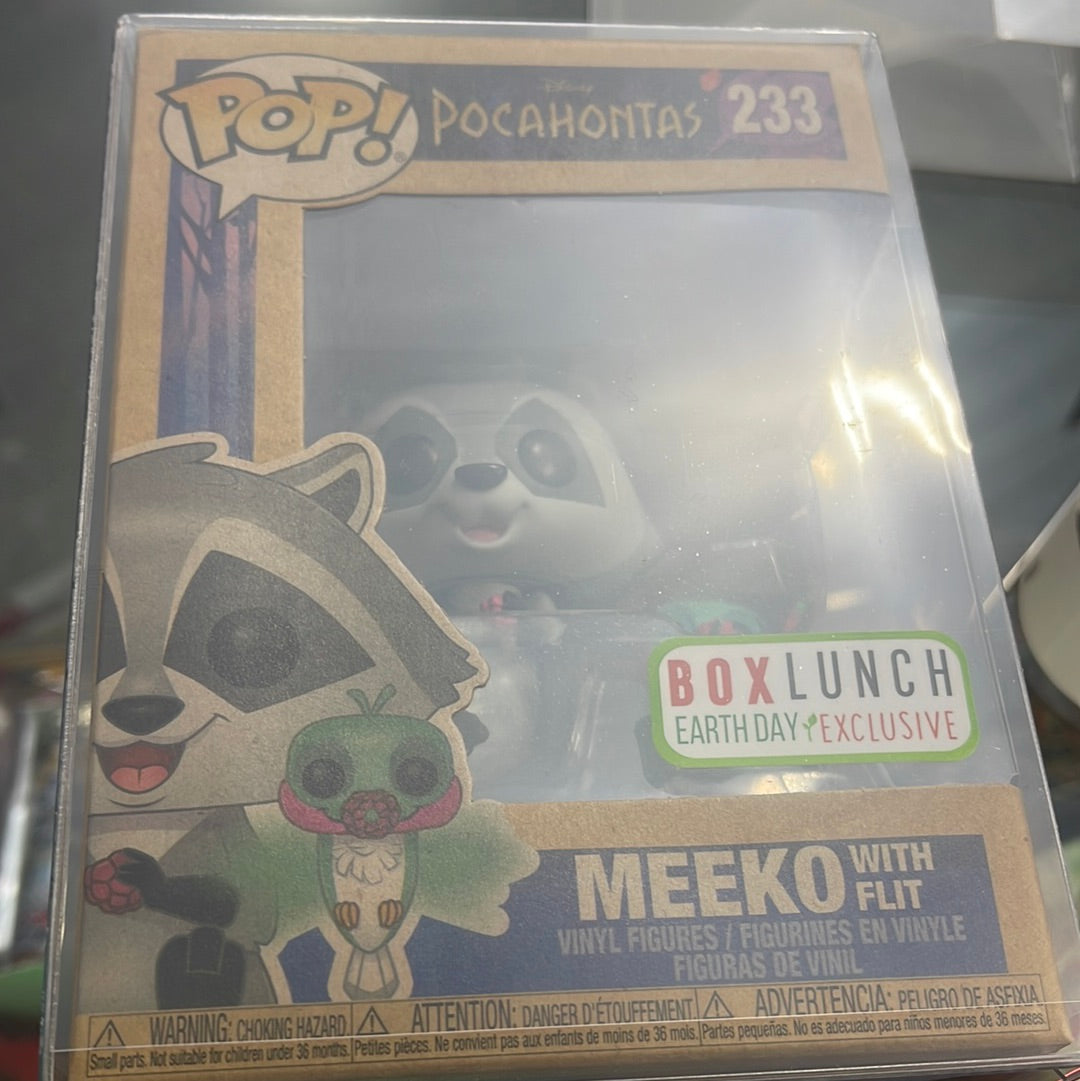 POP!®
Disney
POCAHONTAS
233
BOXLUNCH
EARTH DAY EXCLUSIVE
MEEKO WITH FLIT
VINYL FIGURES / FIGURINES EN VINYLE
FIGURAS DE VINIL
WARNING: CHOKING HAZARD.
Small parts. Not suitable for children under 36 months.
ATTENTION: DANGER D'ÉTOUFFEMENT.
Petites pièces. Ne convient pas aux enfants de moins de 36 mois.
ADVERTENCIA: PELIGRO DE ASFIXIA.
Partes pequeñas. No es adecuado para niños menores de 36 meses.